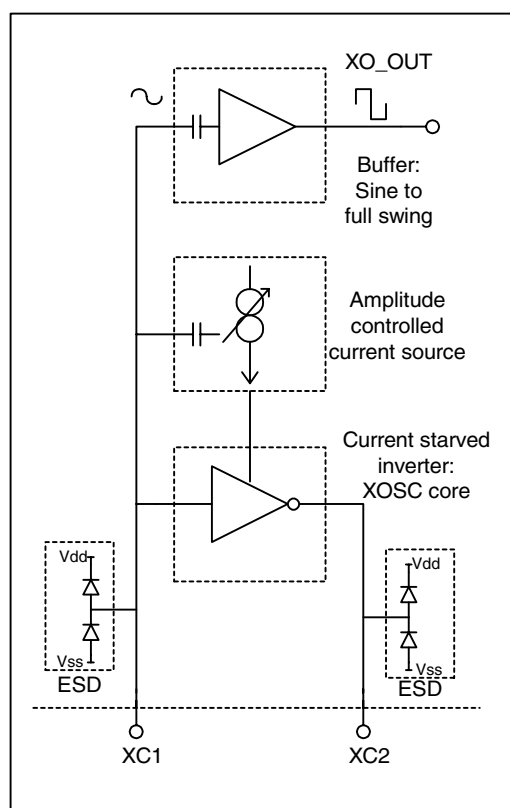 XO_OUT
Buffer:
Sine to
full swing
Amplitude
controlled
current source
Current starved
inverter:
XOSC core
Vdd
Vss
ESD
Vdd
Vss
ESD
XC1
XC2